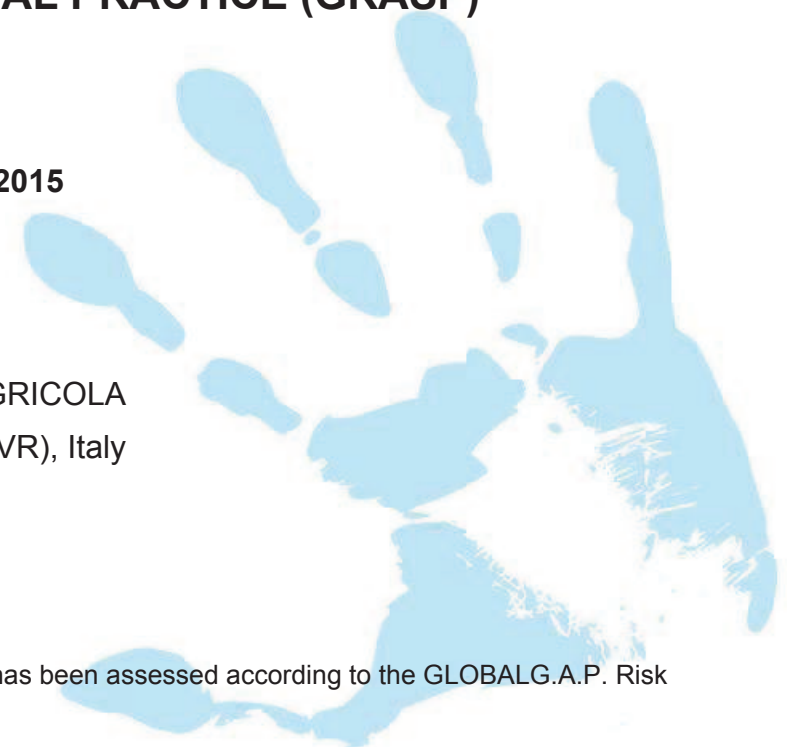 AL PRACTICE (GRASP)
2015
GRICOLA
VR), Italy
has been assessed according to the GLOBALG.A.P. Risk